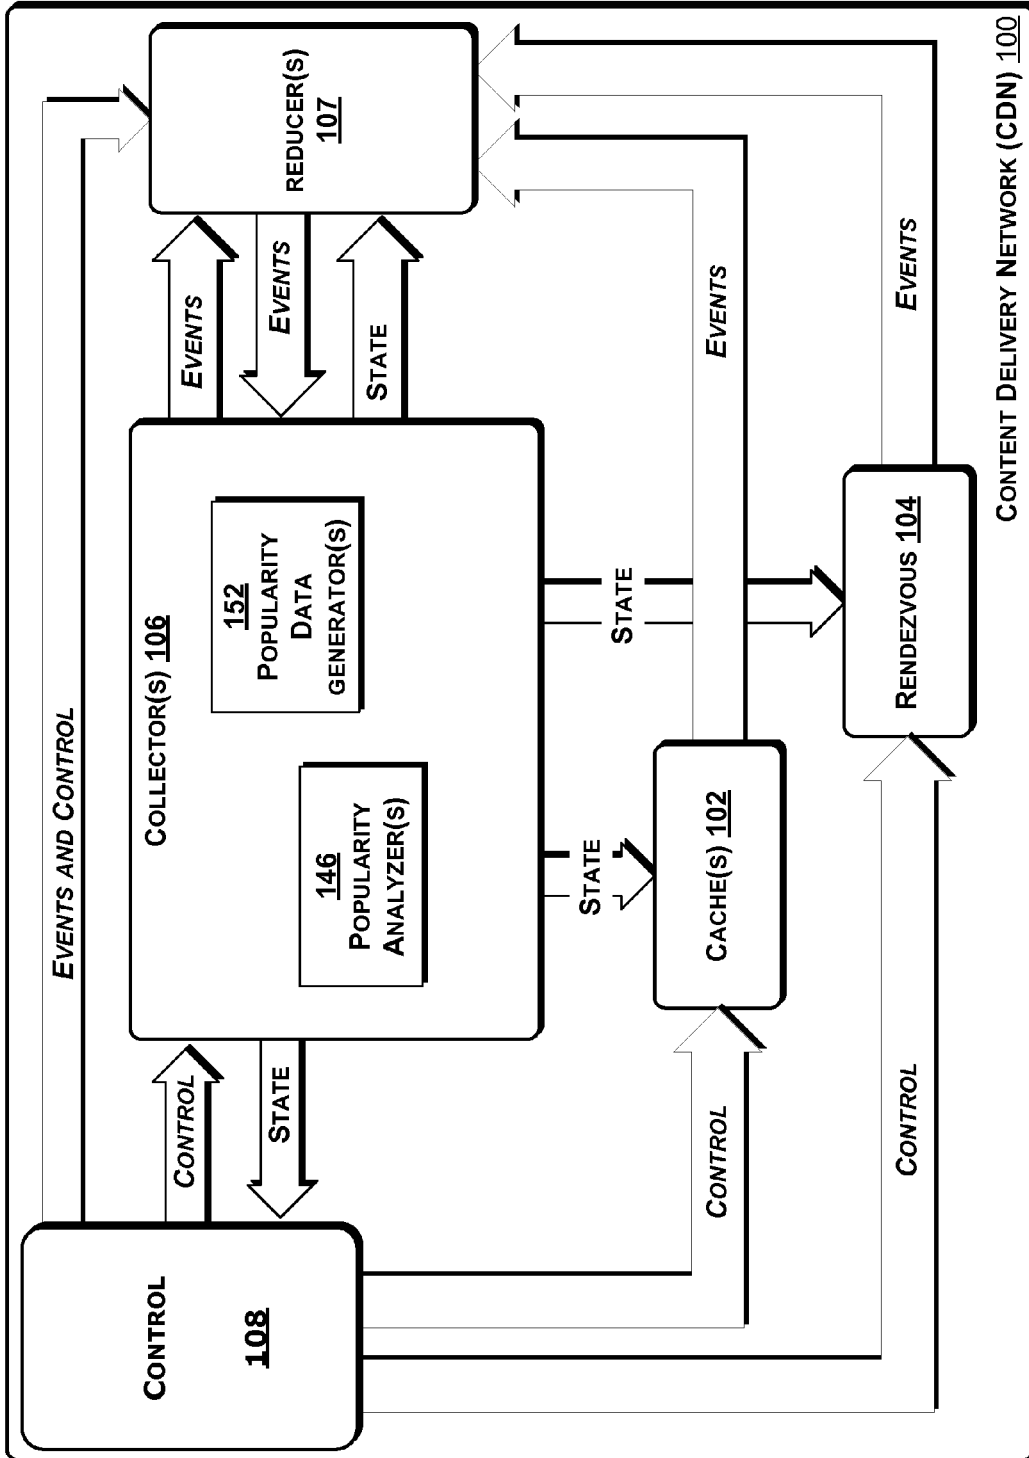 EVENTS AND CONTROL
CONTROL
108
CONTROL
STATE
COLLECTOR(S) 106
146
POPULARITY
ANALYZER(S)
152
POPULARITY
DATA
GENERATOR(S)
EVENTS
EVENTS
STATE
REDUCER(S)
107
STATE
STATE
CONTROL
CACHE(S) 102
EVENTS
CONTROL
RENDEZVOUS 104
EVENTS
CONTENT DELIVERY NETWORK (CDN) 100